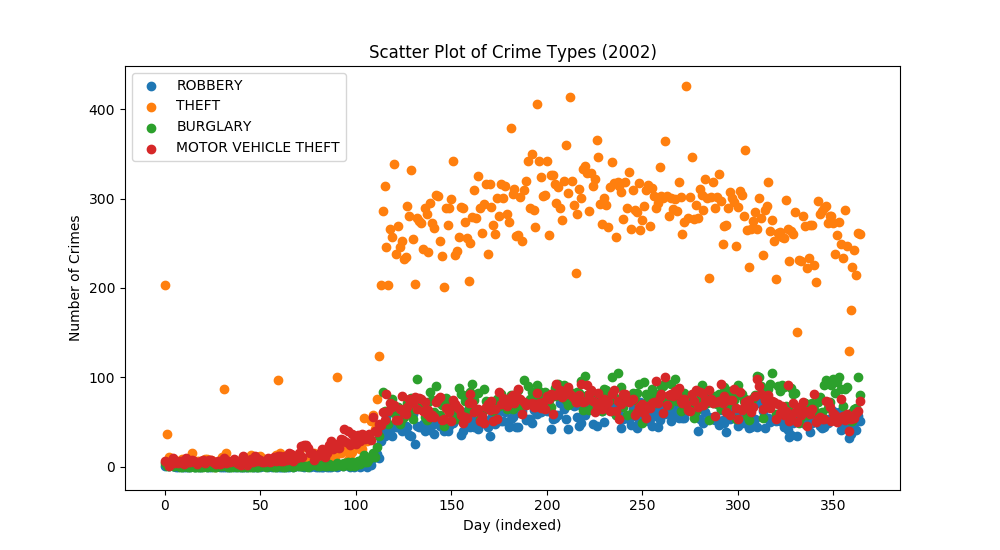 Scatter Plot of Crime Types (2002)
ROBBERY
THEFT
BURGLARY
MOTOR VEHICLE THEFT
Number of Crimes
400
300
200
100
0
0 50 100 150 200 250 300 350
Day (indexed)